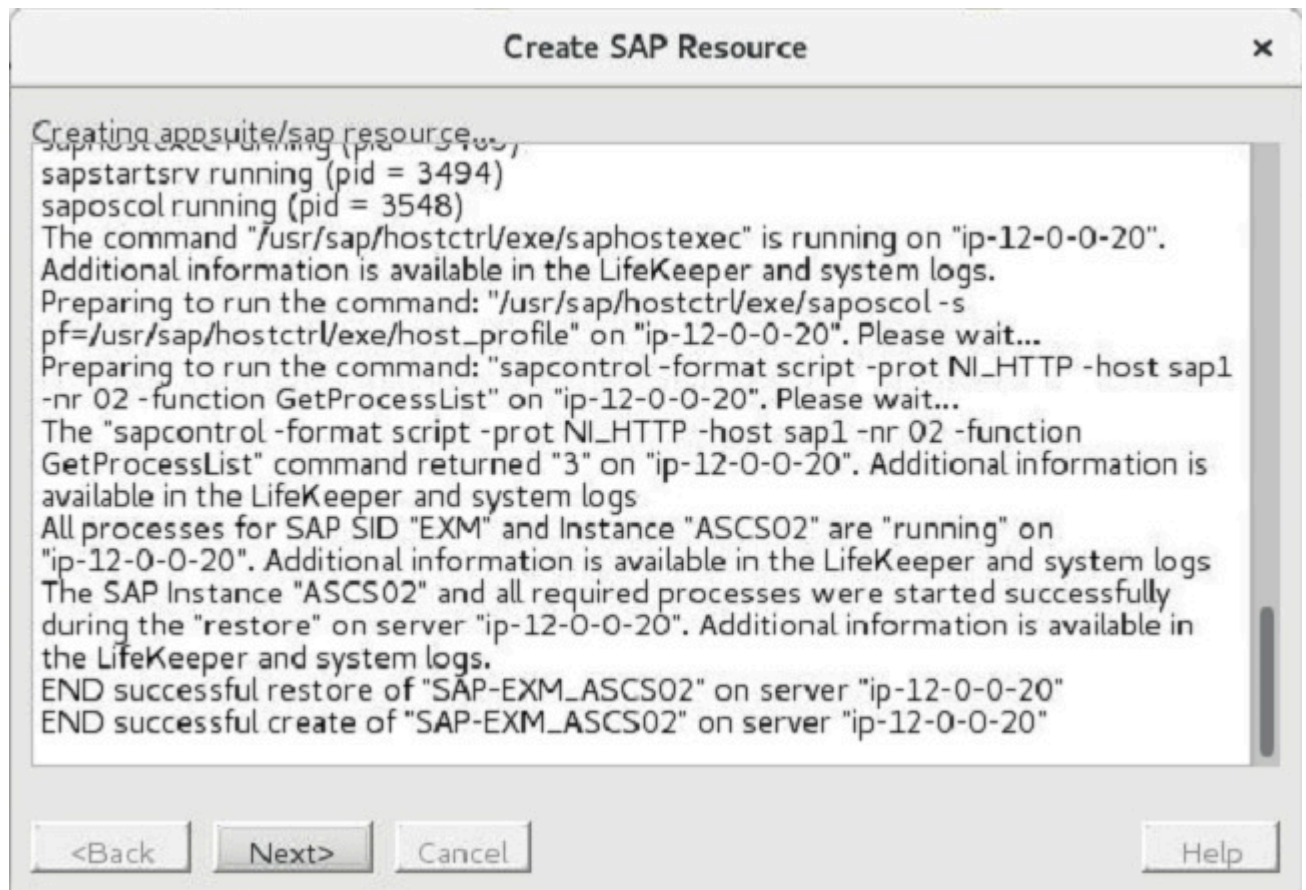 Create SAP Resource
×
Creating appsuite/sap resource...
running (pid =
sapstartsrv running (pid = 3494)
saposcol running (pid = 3548)
The command "/usr/sap/hostctrl/exe/saphostexec" is running on "ip-12-0-0-20".
Additional information is available in the LifeKeeper and system logs.
Preparing to run the command: "/usr/sap/hostctrl/exe/saposcol -s
pf=/usr/sap/hostctrl/exe/host_profile" on "ip-12-0-0-20". Please wait...
Preparing to run the command: "sapcontrol -format script -prot NI_HTTP -host sap1
-nr 02 -function GetProcessList" on "ip-12-0-0-20". Please wait...
The "sapcontrol -format script -prot NI_HTTP -host sap1 -nr 02 -function
GetProcessList" command returned "3" on "ip-12-0-0-20". Additional information is
available in the LifeKeeper and system logs
All processes for SAP SID "EXM" and Instance "ASCS02" are "running" on
"ip-12-0-0-20". Additional information is available in the LifeKeeper and system logs
The SAP Instance "ASCS02" and all required processes were started successfully
during the "restore" on server "ip-12-0-0-20". Additional information is available in
the LifeKeeper and system logs.
END successful restore of "SAP-EXM_ASCS02" on server "ip-12-0-0-20"
END successful create of "SAP-EXM_ASCS02" on server "ip-12-0-0-20"
<Back
Next>
Cancel
Help